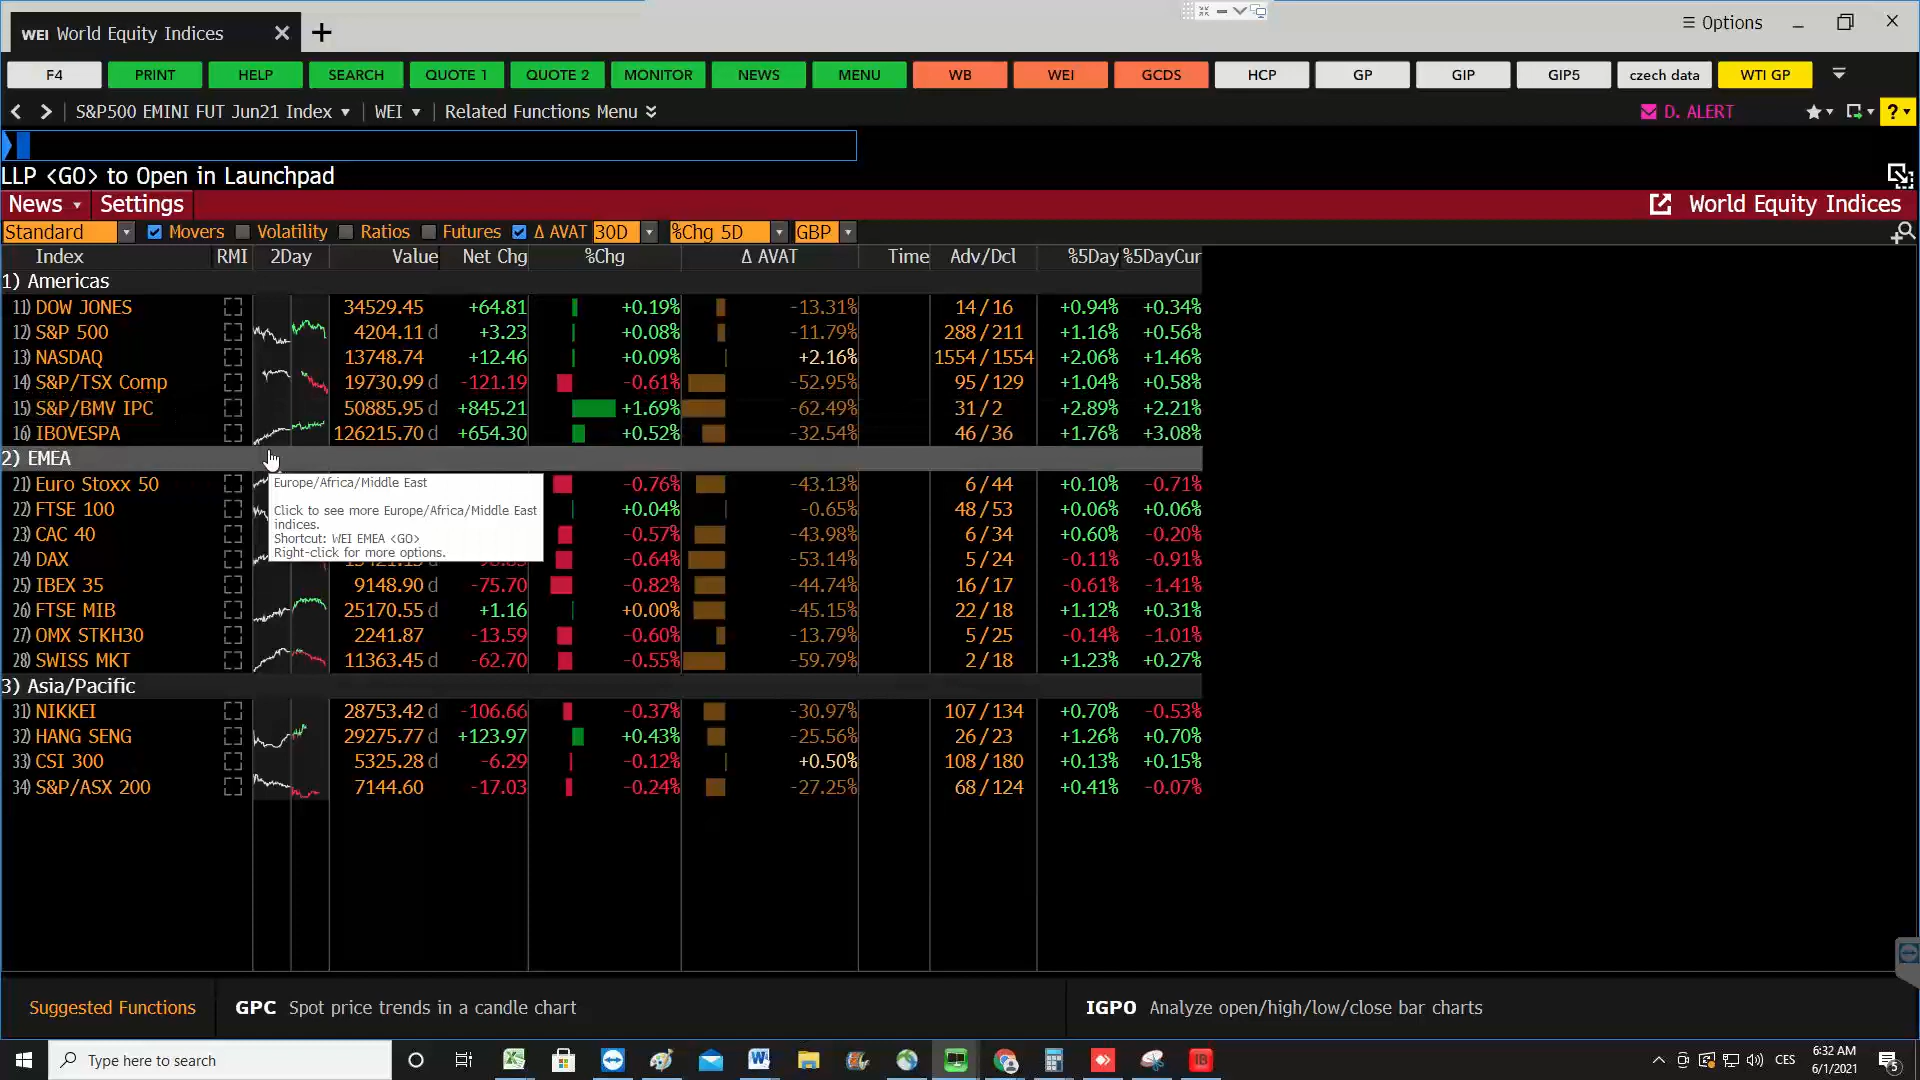 WEI World Equity Indices
Options
F4 PRINT HELP SEARCH QUOTE 1 QUOTE 2 MONITOR NEWS MENU WB WEI GCDS HCP GP GIP GIP5 czech data WTI GP
S&P500 EMINI FUT Jun21 Index WEI Related Functions Menu D. ALERT ?
LLP <GO> to Open in Launchpad
News Settings World Equity Indices
Standard Movers Volatility Ratios Futures Δ AVAT 30D %Chg 5D GBP
Index RMI 2Day Value Net Chg %Chg Δ AVAT Time Adv/Dcl %5Day %5DayCur
1) Americas
11) DOW JONES 34529.45 +64.81 +0.19% -13.31% 14 / 16 +0.94% +0.34%
12) S&P 500 4204.11 d +3.23 +0.08% -11.79% 288 / 211 +1.16% +0.56%
13) NASDAQ 13748.74 +12.46 +0.09% +2.16% 1554 / 1554 +2.06% +1.46%
14) S&P/TSX Comp 19730.99 d -121.19 -0.61% -52.95% 95 / 129 +1.04% +0.58%
15) S&P/BMV IPC 50885.95 d +845.21 +1.69% -62.49% 31 / 2 +2.89% +2.21%
16) IBOVESPA 126215.70 d +654.30 +0.52% -32.54% 46 / 36 +1.76% +3.08%
2) EMEA
21) Euro Stoxx 50 -0.76% -43.13% 6 / 44 +0.10% -0.71%
22) FTSE 100 +0.04% -0.65% 48 / 53 +0.06% +0.06%
23) CAC 40 -0.57% -43.98% 6 / 34 +0.60% -0.20%
24) DAX -0.64% -53.14% 5 / 24 -0.11% -0.91%
Europe/Africa/Middle East
Click to see more Europe/Africa/Middle East
indices.
Shortcut: WEI EMEA <GO>
Right-click for more options.
25) IBEX 35 9148.90 d -75.70 -0.82% -44.74% 16 / 17 -0.61% -1.41%
26) FTSE MIB 25170.55 d +1.16 +0.00% -45.15% 22 / 18 +1.12% +0.31%
27) OMX STKH30 2241.87 -13.59 -0.60% -13.79% 5 / 25 -0.14% -1.01%
28) SWISS MKT 11363.45 d -62.70 -0.55% -59.79% 2 / 18 +1.23% +0.27%
3) Asia/Pacific
31) NIKKEI 28753.42 d -106.66 -0.37% -30.97% 107 / 134 +0.70% -0.53%
32) HANG SENG 29275.77 d +123.97 +0.43% -25.56% 26 / 23 +1.26% +0.70%
33) CSI 300 5325.28 d -6.29 -0.12% +0.50% 108 / 180 +0.13% +0.15%
34) S&P/ASX 200 7144.60 -17.03 -0.24% -27.25% 68 / 124 +0.41% -0.07%
Suggested Functions GPC Spot price trends in a candle chart IGPO Analyze open/high/low/close bar charts
Type here to search
IB
CES
6:32 AM
6/1/2021
5